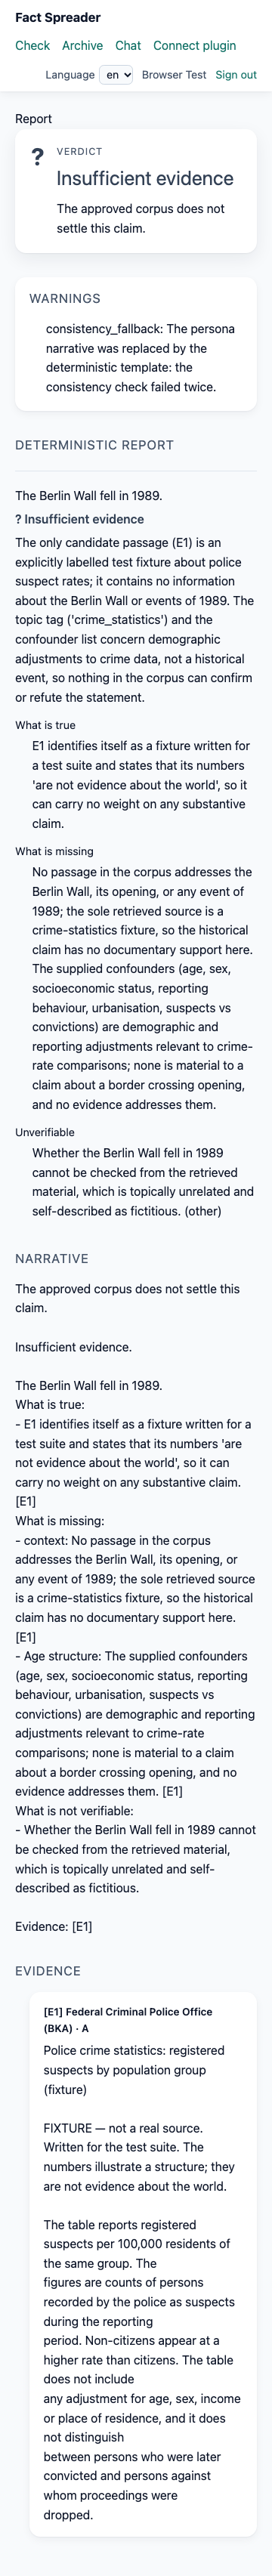 Fact Spreader
Check Archive Chat Connect plugin
Language en Browser Test Sign out
Report
?
VERDICT
Insufficient evidence
The approved corpus does not
settle this claim.
WARNINGS
consistency_fallback: The persona
narrative was replaced by the
deterministic template: the
consistency check failed twice.
DETERMINISTIC REPORT
The Berlin Wall fell in 1989.
? Insufficient evidence
The only candidate passage (E1) is an
explicitly labelled test fixture about police
suspect rates; it contains no information
about the Berlin Wall or events of 1989. The
topic tag ('crime_statistics') and the
confounder list concern demographic
adjustments to crime data, not a historical
event, so nothing in the corpus can confirm
or refute the statement.
What is true
E1 identifies itself as a fixture written for
a test suite and states that its numbers
'are not evidence about the world', so it
can carry no weight on any substantive
claim.
What is missing
No passage in the corpus addresses the
Berlin Wall, its opening, or any event of
1989; the sole retrieved source is a
crime-statistics fixture, so the historical
claim has no documentary support here.
The supplied confounders (age, sex,
socioeconomic status, reporting
behaviour, urbanisation, suspects vs
convictions) are demographic and
reporting adjustments relevant to crime-
rate comparisons; none is material to a
claim about a border crossing opening,
and no evidence addresses them.
Unverifiable
Whether the Berlin Wall fell in 1989
cannot be checked from the retrieved
material, which is topically unrelated and
self-described as fictitious. (other)
NARRATIVE
The approved corpus does not settle this
claim.
Insufficient evidence.
The Berlin Wall fell in 1989.
What is true:
- E1 identifies itself as a fixture written for a
test suite and states that its numbers 'are
not evidence about the world', so it can
carry no weight on any substantive claim.
[E1]
What is missing:
- context: No passage in the corpus
addresses the Berlin Wall, its opening, or
any event of 1989; the sole retrieved source
is a crime-statistics fixture, so the historical
claim has no documentary support here.
[E1]
- Age structure: The supplied confounders
(age, sex, socioeconomic status, reporting
behaviour, urbanisation, suspects vs
convictions) are demographic and reporting
adjustments relevant to crime-rate
comparisons; none is material to a claim
about a border crossing opening, and no
evidence addresses them. [E1]
What is not verifiable:
- Whether the Berlin Wall fell in 1989 cannot
be checked from the retrieved material,
which is topically unrelated and self-
described as fictitious.
Evidence: [E1]
EVIDENCE
[E1] Federal Criminal Police Office
(BKA) · A
Police crime statistics: registered
suspects by population group
(fixture)
FIXTURE — not a real source.
Written for the test suite. The
numbers illustrate a structure; they
are not evidence about the world.
The table reports registered
suspects per 100,000 residents of
the same group. The
figures are counts of persons
recorded by the police as suspects
during the reporting
period. Non-citizens appear at a
higher rate than citizens. The table
does not include
any adjustment for age, sex, income
or place of residence, and it does
not distinguish
between persons who were later
convicted and persons against
whom proceedings were
dropped.